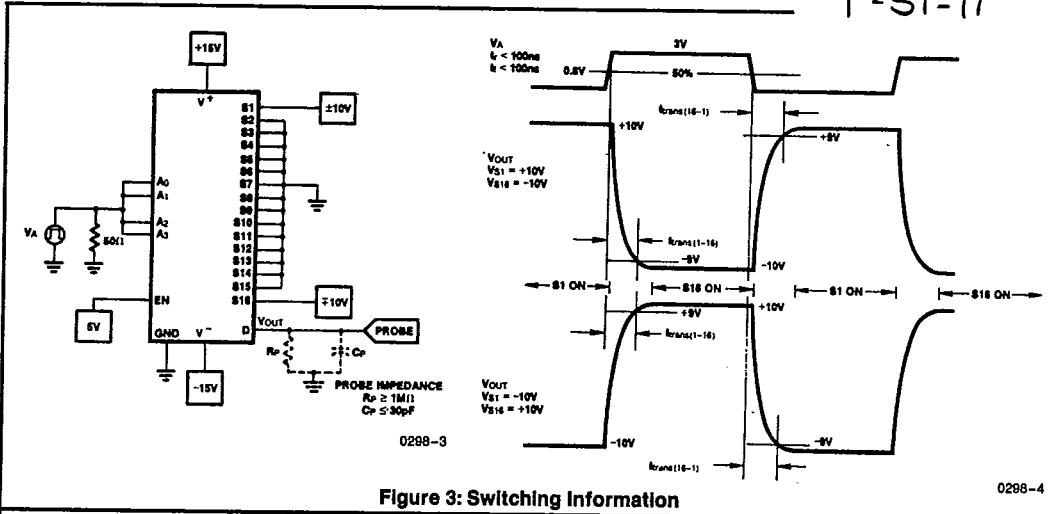 T-51-11
+15V
V+
S1
±10V
S2
S3
S4
S5
S6
S7
S8
S9
S10
S11
S12
S13
S14
S15
S16
∓10V
A0
A1
A2
A3
VA
50Ω
EN
5V
GND
V−
−15V
D
VOUT
PROBE
RP
CP
PROBE IMPEDANCE
RP ≥ 1MΩ
CP ≤ 30pF
0298-3
VA
tr < 100ns
tf < 100ns
0.8V
3V
50%
ttrans(16-1)
+10V
+9V
VOUT
VS1 = +10V
VS16 = -10V
ttrans(1-16)
-9V
-10V
S1 ON
S16 ON
S1 ON
S16 ON
+10V
+9V
ttrans(1-16)
VOUT
VS1 = -10V
VS16 = +10V
-10V
-9V
ttrans(16-1)
0298-4
Figure 3: Switching Information